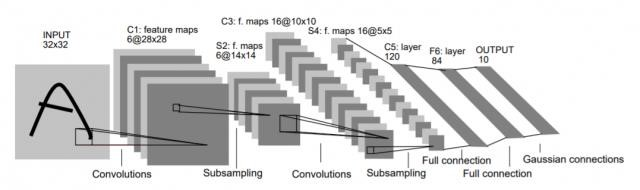 INPUT
32x32
C1: feature maps
6@28x28
S2: f. maps
6@14x14
C3: f. maps 16@10x10
S4: f. maps 16@5x5
C5: layer
120
F6: layer
84
OUTPUT
10
A
Convolutions
Subsampling
Convolutions
Subsampling
Full connection
Full connection
Gaussian connections